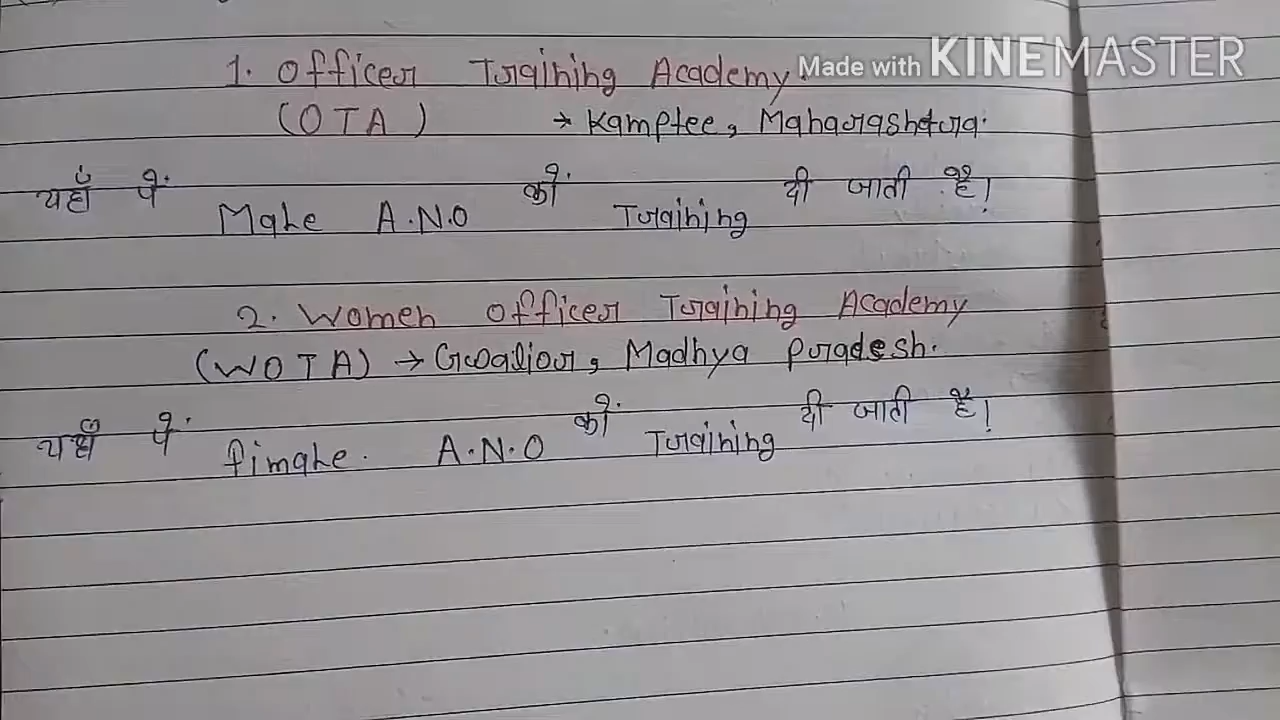 Made with KINEMASTER
1. Officer Training Academy
(OTA) → Kamptee, Maharashtra.
यहाँ पे Male A.N.O को Training दी जाती है।
2. Women Officer Training Academy
(WOTA) → Gwalior, Madhya Pradesh.
यहाँ पे fimale. A.N.O को Training दी जाती है।